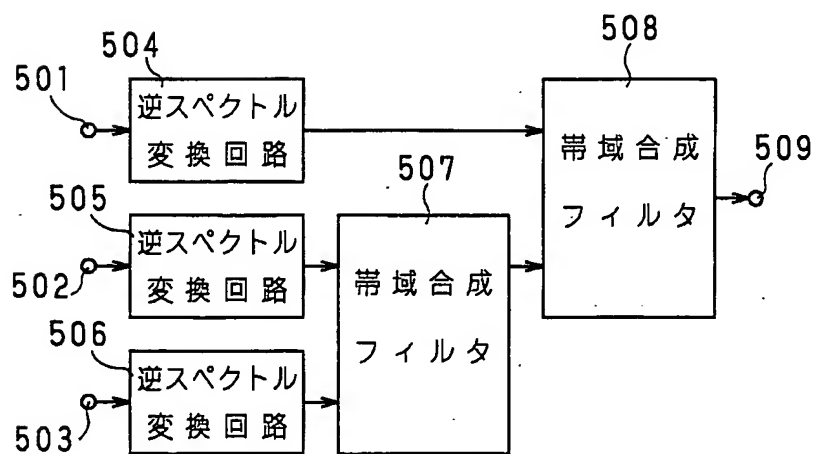 504
508
501
逆スペクトル
変換回路
帯域合成
フィルタ
507
509
505
502
逆スペクトル
変換回路
帯域合成
フィルタ
506
503
逆スペクトル
変換回路